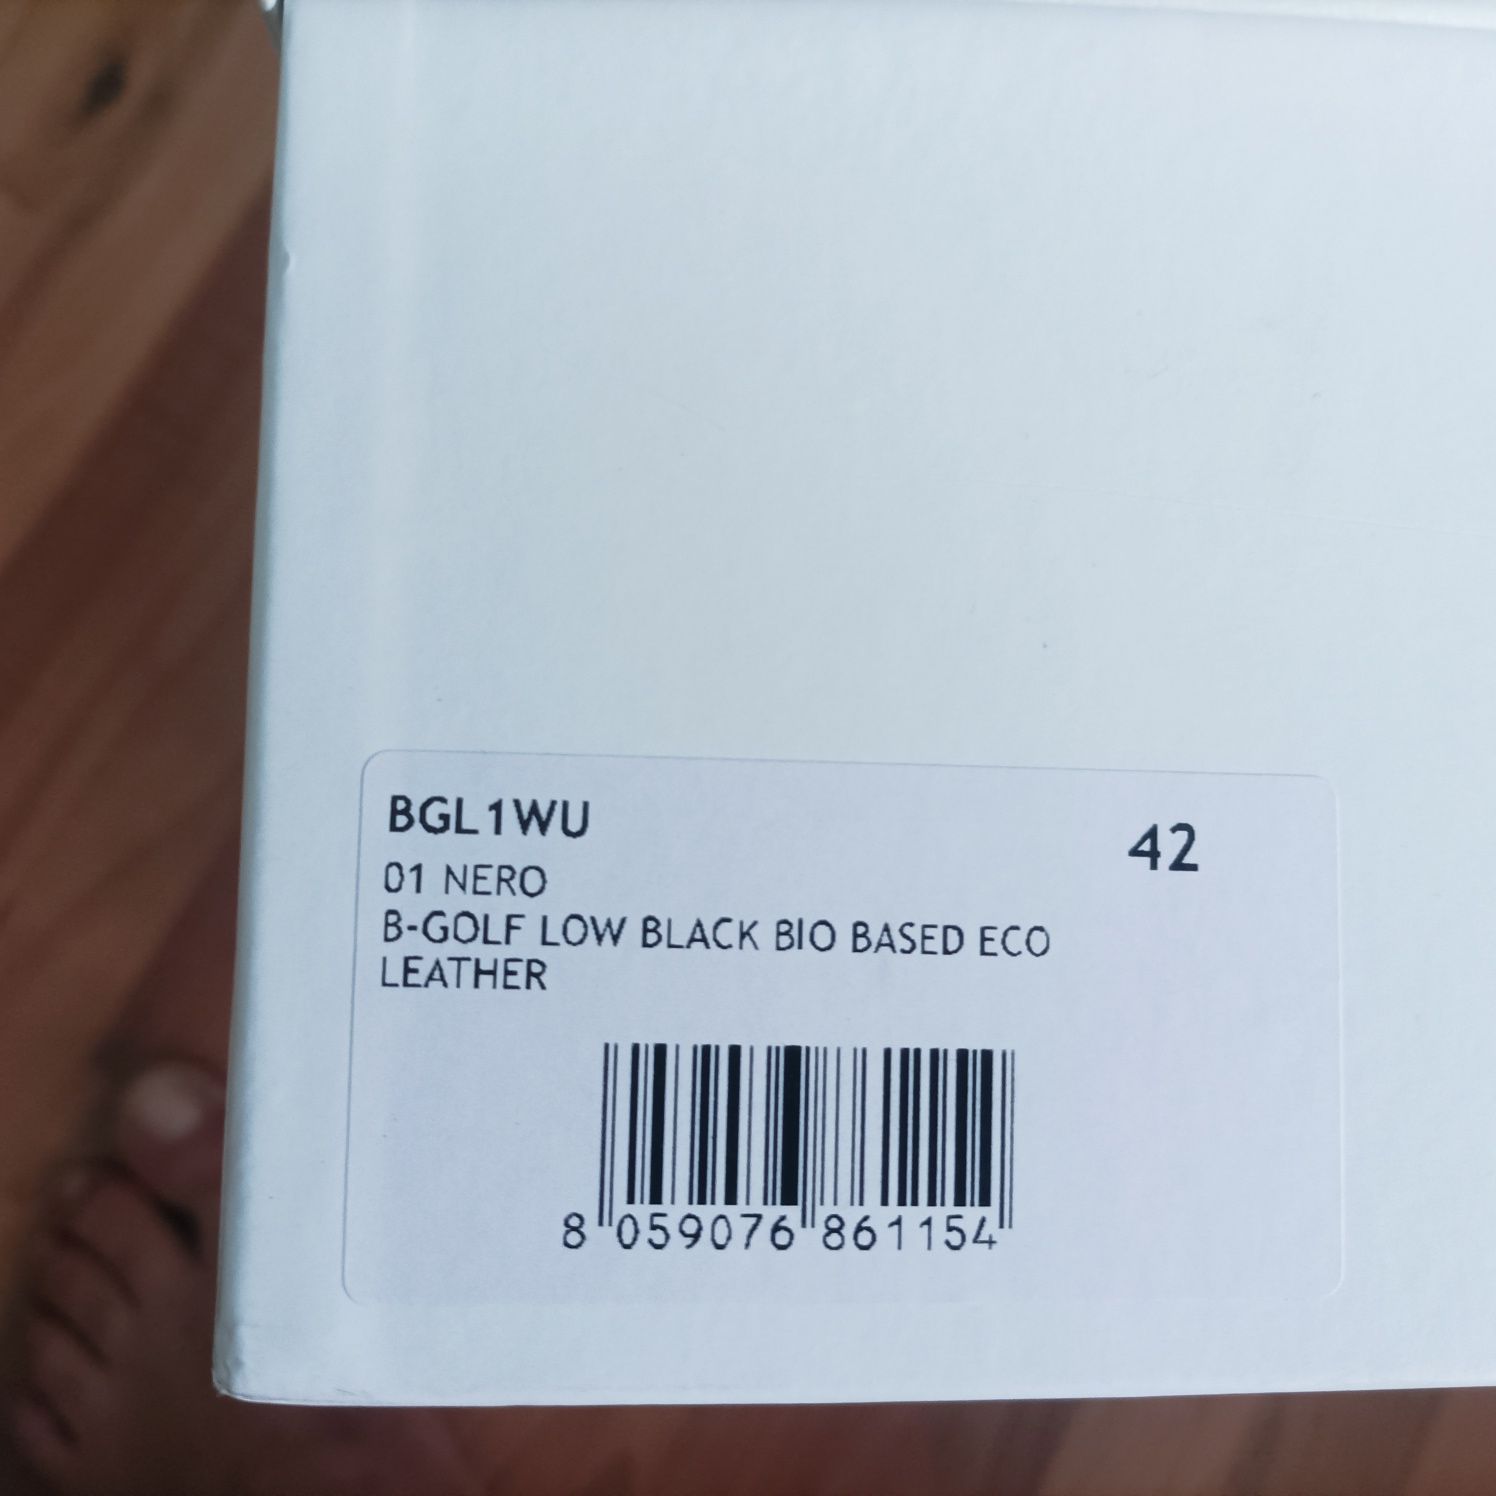 BGL1WU
42
01 NERO
B-GOLF LOW BLACK BIO BASED ECO
LEATHER
8 059076 861154